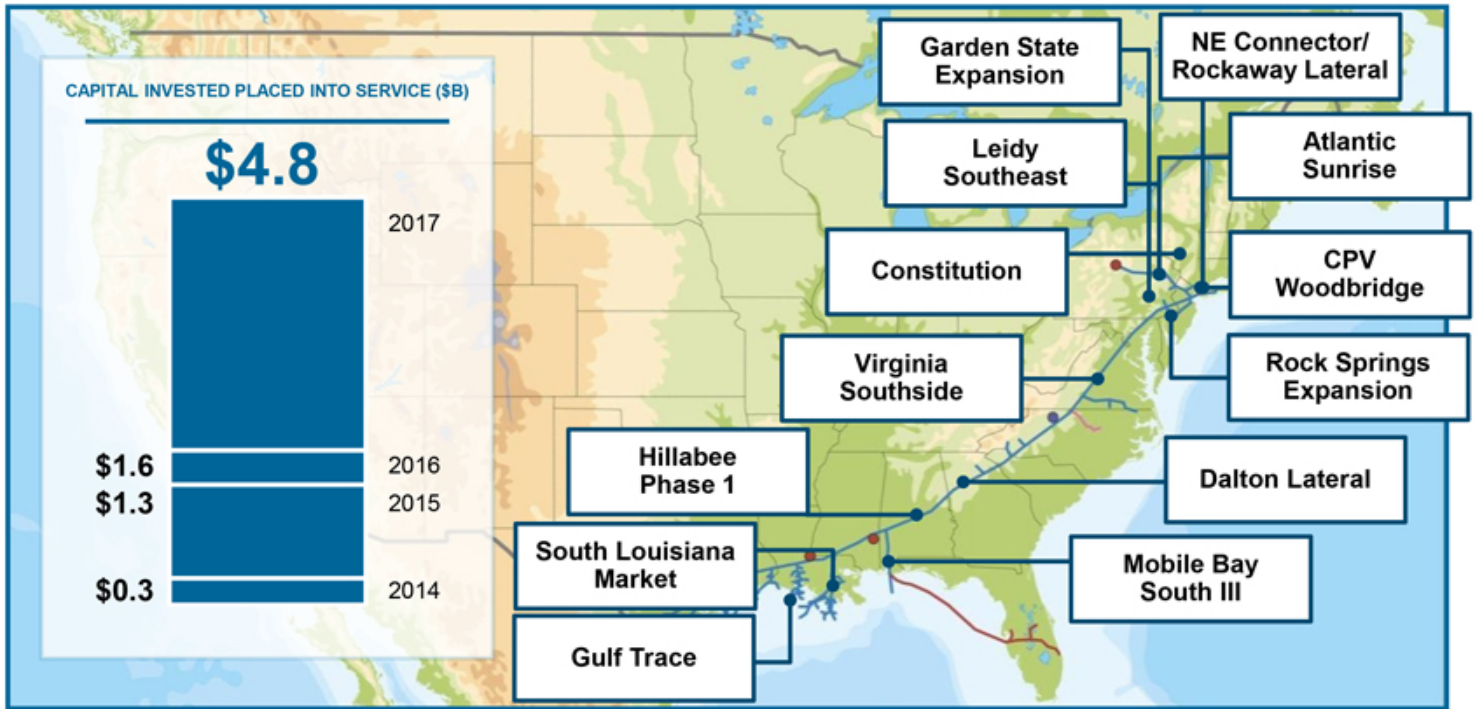 CAPITAL INVESTED PLACED INTO SERVICE ($B)
$4.8
2017
$1.6
2016
$1.3
2015
$0.3
2014
Garden State
Expansion
NE Connector/
Rockaway Lateral
Leidy
Southeast
Atlantic
Sunrise
Constitution
CPV
Woodbridge
Virginia
Southside
Rock Springs
Expansion
Hillabee
Phase 1
Dalton Lateral
South Louisiana
Market
Mobile Bay
South III
Gulf Trace